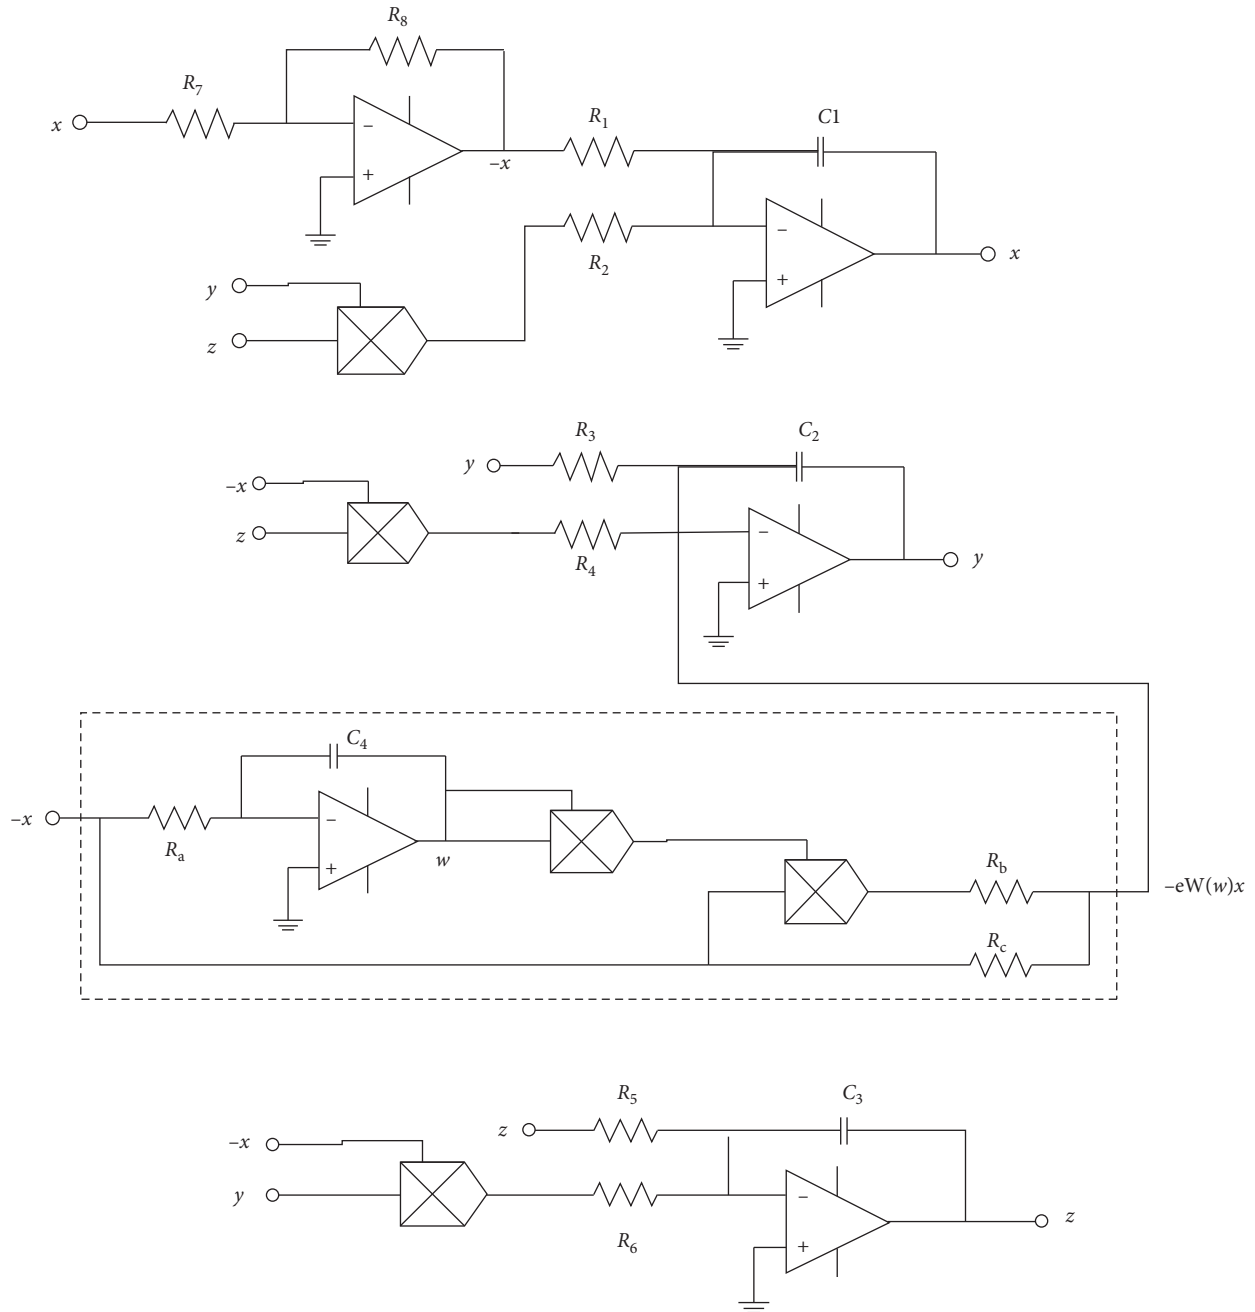 R8
R7
x
−
+
−x
R1
C1
R2
−
+
x
y
z
R3
C2
y
−x
z
R4
−
+
y
C4
−x
Ra
−
+
w
Rb
−eW(w)x
Rc
R5
C3
z
−x
y
R6
−
+
z